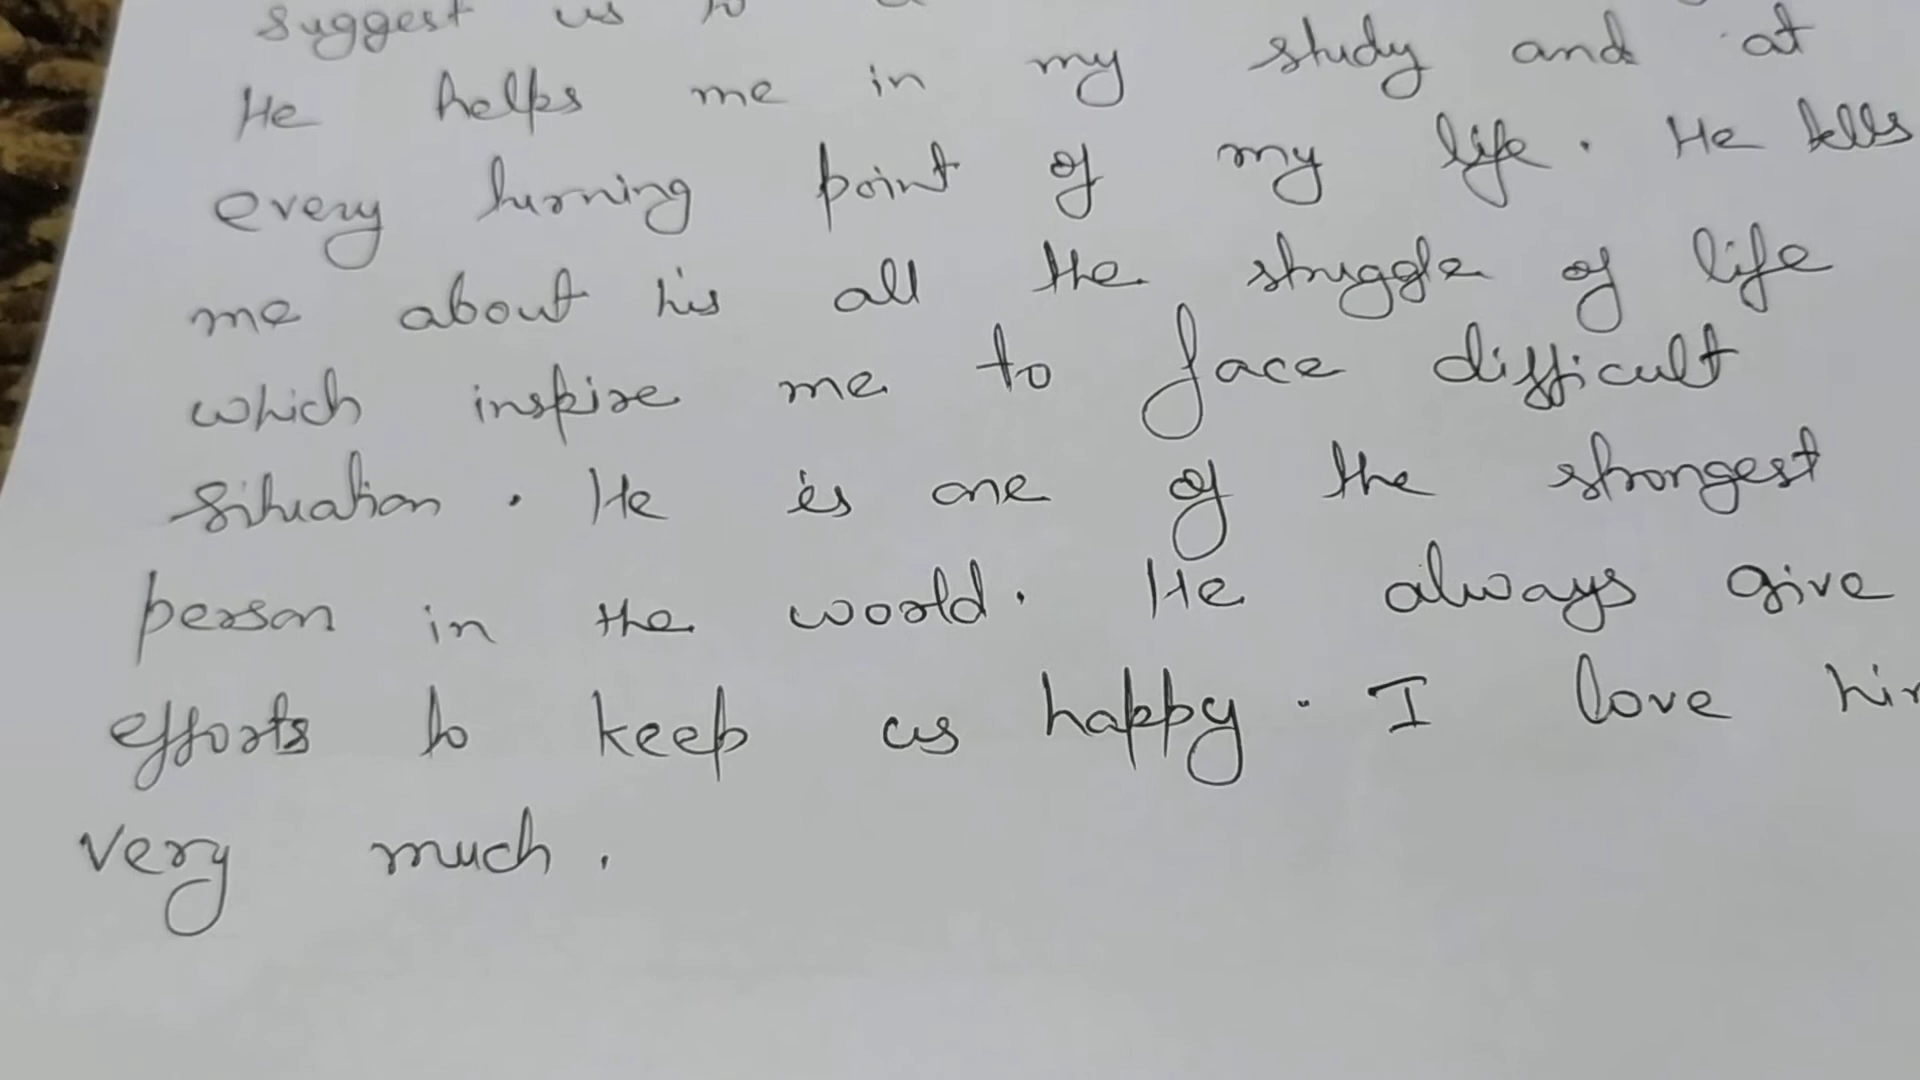 suggest us to
He helps me in my study and at
every turning point of my life. He tells
me about his all the struggle of life
which inspire me to face difficult
situation. He is one of the strongest
person in the world. He always give
efforts to keep us happy. I love
very much.